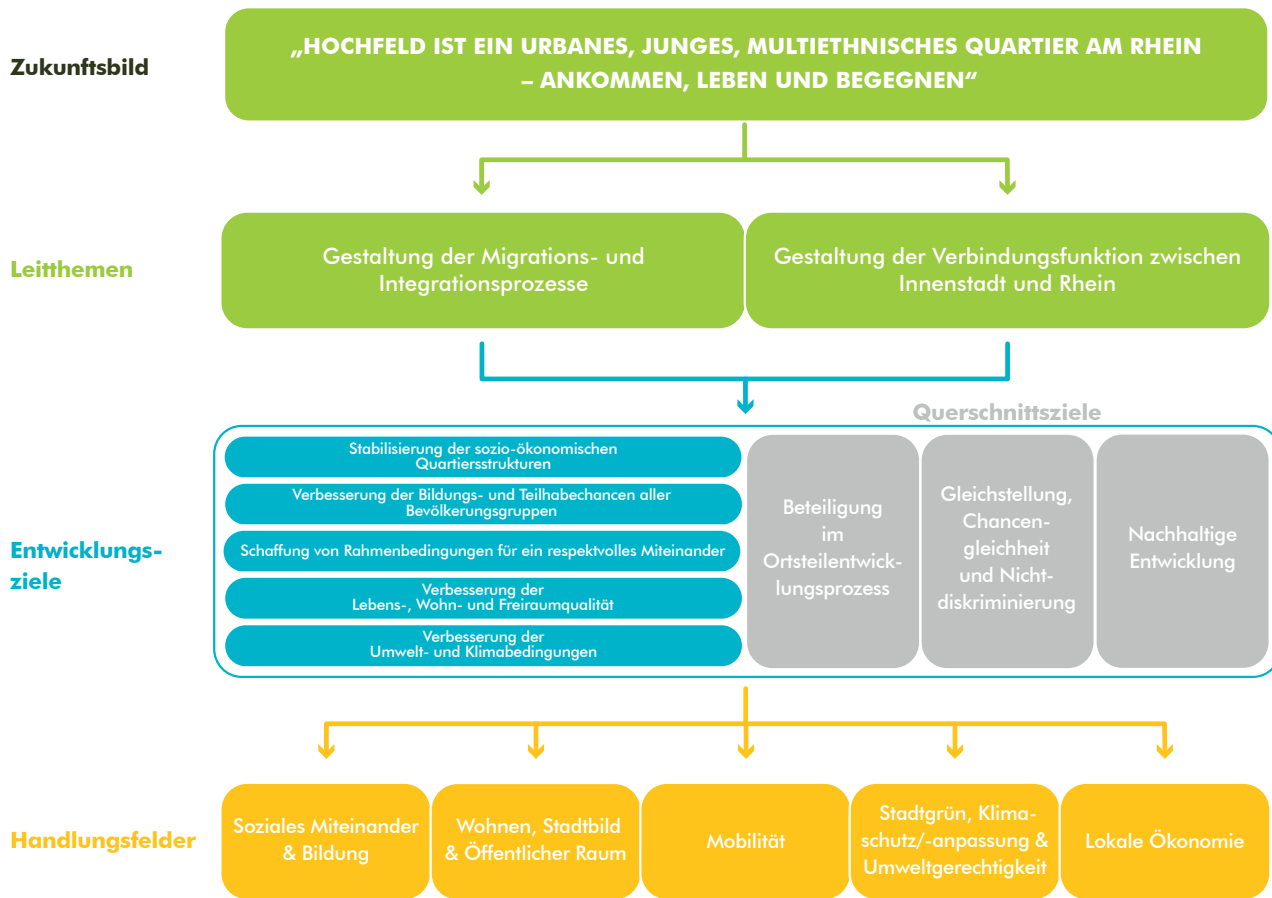 Zukunftsbild
„HOCHFELD IST EIN URBANES, JUNGES, MULTIETHNISCHES QUARTIER AM RHEIN
– ANKOMMEN, LEBEN UND BEGEGNEN“
Leitthemen
Gestaltung der Migrations- und
Integrationsprozesse
Gestaltung der Verbindungsfunktion zwischen
Innenstadt und Rhein
Querschnittsziele
Entwicklungs-
ziele
Stabilisierung der sozio-ökonomischen
Quartiersstrukturen
Verbesserung der Bildungs- und Teilhabechancen aller
Bevölkerungsgruppen
Schaffung von Rahmenbedingungen für ein respektvolles Miteinander
Verbesserung der
Lebens-, Wohn- und Freiraumqualität
Verbesserung der
Umwelt- und Klimabedingungen
Beteiligung
im
Ortsteilentwick-
lungsprozess
Gleichstellung,
Chancen-
gleichheit
und Nicht-
diskriminierung
Nachhaltige
Entwicklung
Handlungsfelder
Soziales Miteinander
& Bildung
Wohnen, Stadtbild
& Öffentlicher Raum
Mobilität
Stadtgrün, Klima-
schutz/-anpassung &
Umweltgerechtigkeit
Lokale Ökonomie